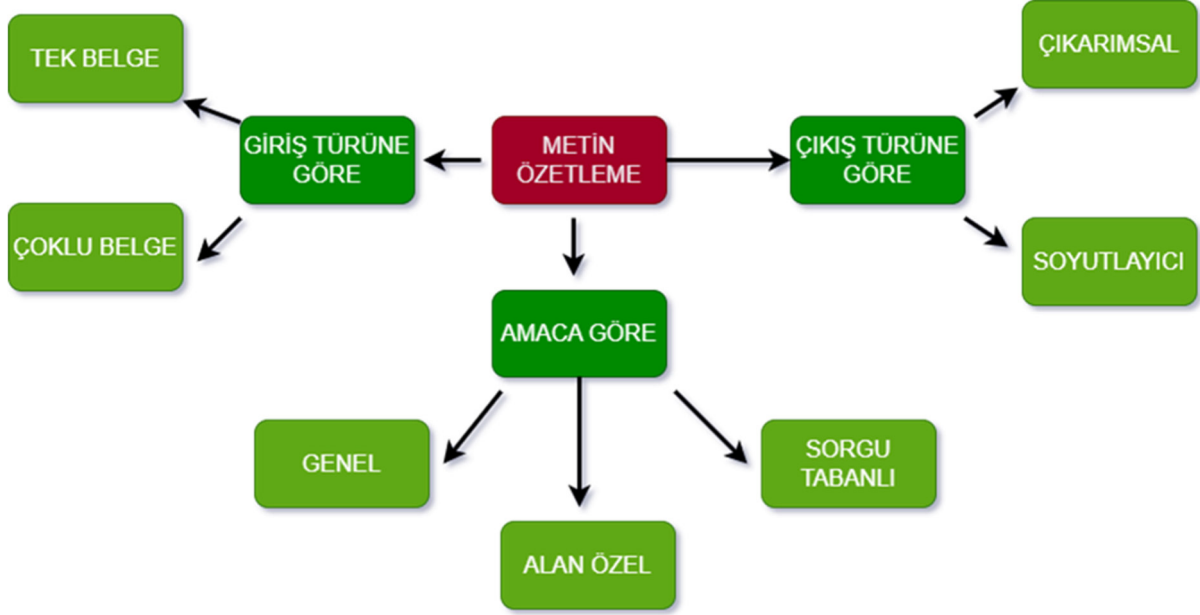 TEK BELGE
ÇIKARIMSAL
GİRİŞ TÜRÜNE
GÖRE
METİN
ÖZETLEME
ÇIKIŞ TÜRÜNE
GÖRE
ÇOKLU BELGE
SOYUTLAYICI
AMACA GÖRE
GENEL
SORGU
TABANLI
ALAN ÖZEL